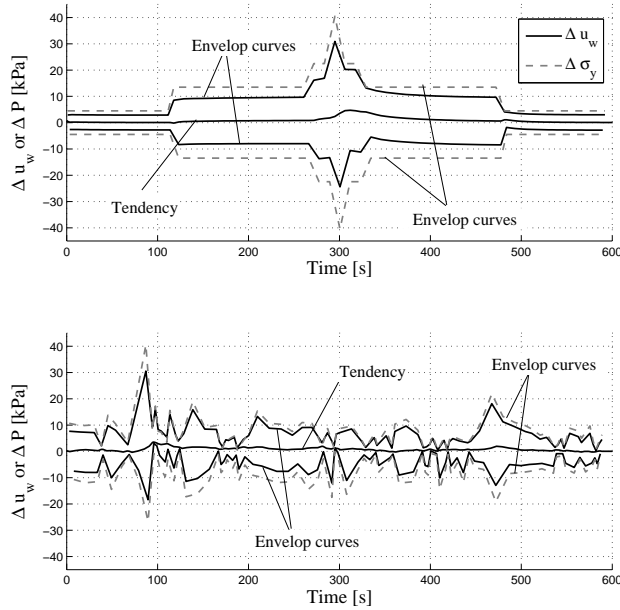 Envelop curves
Δ u_w
Δ σ_y
Tendency
Envelop curves
Δ u_w or Δ P [kPa]
40
30
20
10
0
-10
-20
-30
-40
0 100 200 300 400 500 600
Time [s]
Tendency
Envelop curves
Envelop curves
Δ u_w or Δ P [kPa]
40
30
20
10
0
-10
-20
-30
-40
0 100 200 300 400 500 600
Time [s]